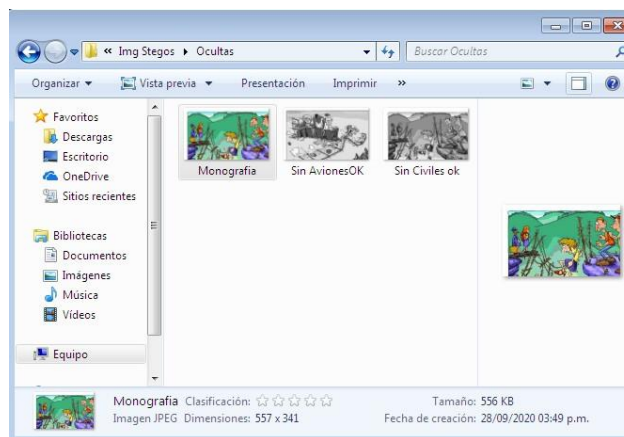 « Img Stegos ▸ Ocultas
Buscar Ocultas
Organizar Vista previa Presentación Imprimir »
Favoritos
Descargas
Escritorio
OneDrive
Sitios recientes
Bibliotecas
Documentos
Imágenes
Música
Vídeos
Equipo
Monografia Sin AvionesOK Sin Civiles ok
Monografia Clasificación: Tamaño: 556 KB
Imagen JPEG Dimensiones: 557 x 341 Fecha de creación: 28/09/2020 03:49 p.m.